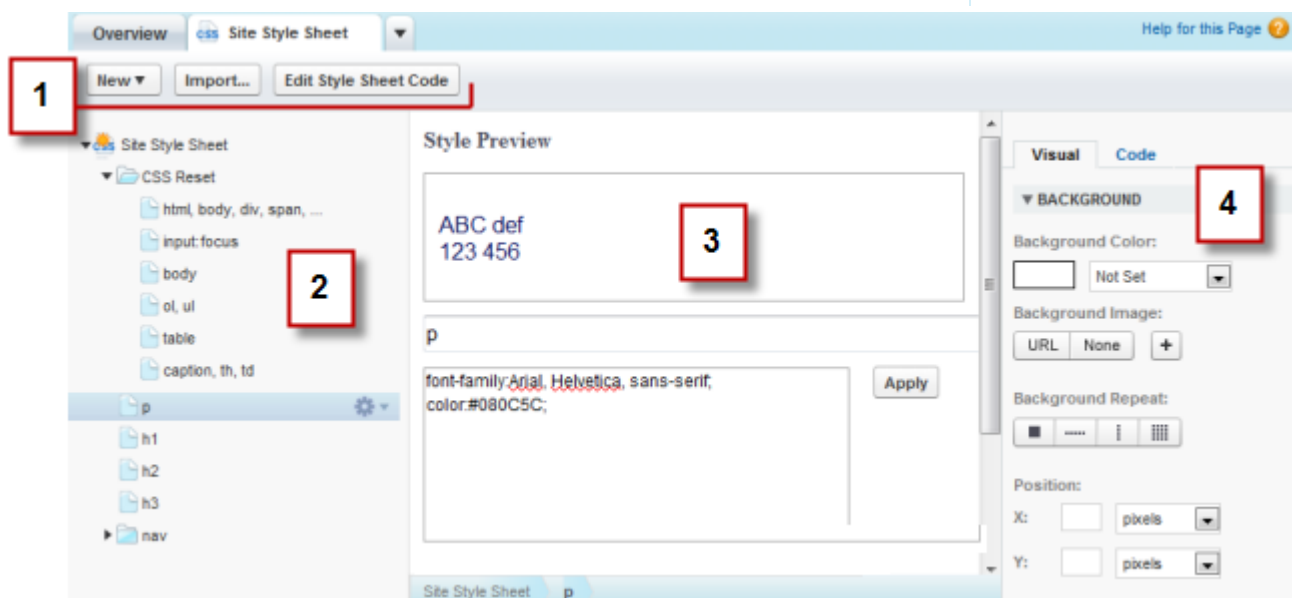 Overview
css Site Style Sheet
Help for this Page ?
1
New
Import...
Edit Style Sheet Code
css Site Style Sheet
CSS Reset
html, body, div, span, ...
input:focus
body
ol, ul
table
caption, th, td
p
h1
h2
h3
nav
2
Style Preview
ABC def
123 456
3
p
font-family:Arial, Helvetica, sans-serif;
color:#080C5C;
Apply
Site Style Sheet p
Visual Code
BACKGROUND
4
Background Color:
Not Set
Background Image:
URL None +
Background Repeat:
Position:
X: pixels
Y: pixels